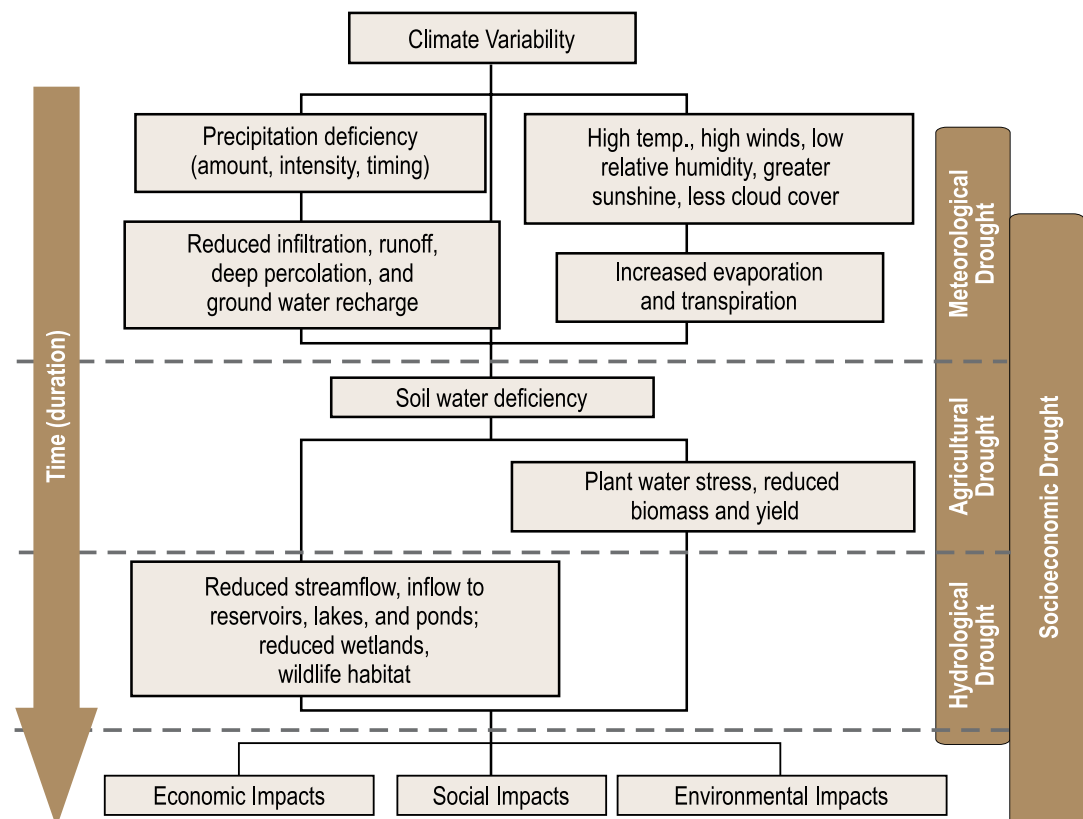 Climate Variability
Precipitation deficiency
(amount, intensity, timing)
High temp., high winds, low
relative humidity, greater
sunshine, less cloud cover
Reduced infiltration, runoff,
deep percolation, and
ground water recharge
Increased evaporation
and transpiration
Soil water deficiency
Plant water stress, reduced
biomass and yield
Reduced streamflow, inflow to
reservoirs, lakes, and ponds;
reduced wetlands,
wildlife habitat
Economic Impacts
Social Impacts
Environmental Impacts
Time (duration)
Meteorological
Drought
Agricultural
Drought
Hydrological
Drought
Socioeconomic Drought